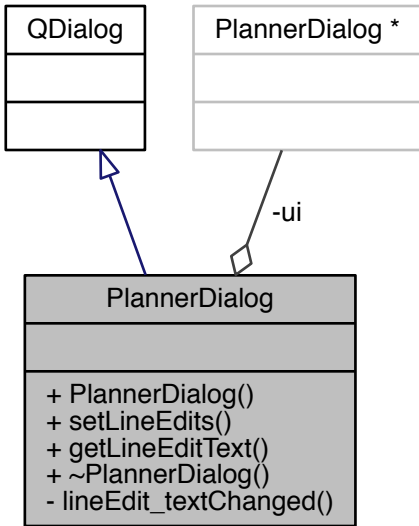 QDialog
PlannerDialog *
-ui
PlannerDialog
+ PlannerDialog()
+ setLineEdits()
+ getLineEditText()
+ ~PlannerDialog()
- lineEdit_textChanged()